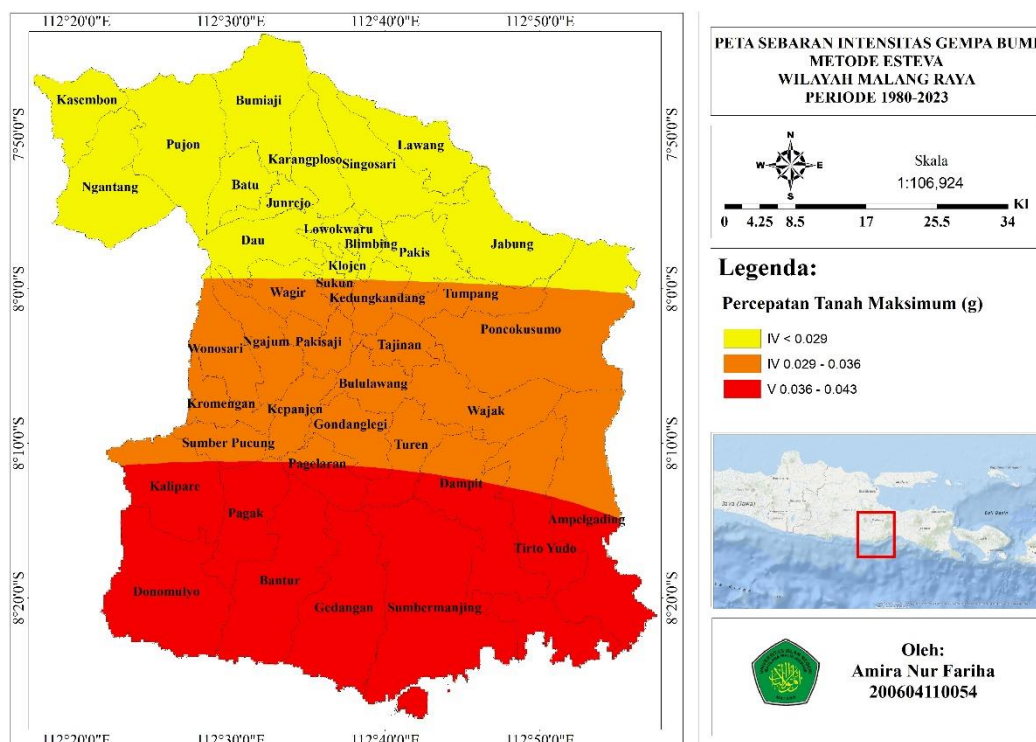 112°20'0"E 112°30'0"E 112°40'0"E 112°50'0"E
7°50'0"S
8°0'0"S
8°10'0"S
8°20'0"S
Kasembon
Bumiaji
Pujon
Lawang
Karangploso
Singosari
Ngantang
Batu
Junrejo
Lowokwaru
Dau
Blimbing
Pakis
Jabung
Klojen
Sukun
Wagir
Kedungkandang
Tumpang
Poncokusumo
Wonosari
Ngajum
Pakisaji
Tajinan
Bululawang
Kromengan
Kepanjen
Wajak
Gondanglegi
Sumber Pucung
Turen
Pagelaran
Kalipare
Dampit
Pagak
Ampelgading
Tirto Yudo
Bantur
Donomulyo
Gedangan
Sumbermanjing
7°50'0"S
8°0'0"S
8°10'0"S
8°20'0"S
112°20'0"E 112°30'0"E 112°40'0"E 112°50'0"E
PETA SEBARAN INTENSITAS GEMPA BUMI
METODE ESTEVA
WILAYAH MALANG RAYA
PERIODE 1980-2023
N
W E
S
Skala
1:106,924
KI
0 4.25 8.5 17 25.5 34
Legenda:
Percepatan Tanah Maksimum (g)
IV < 0.029
IV 0.029 - 0.036
V 0.036 - 0.043
Oleh:
Amira Nur Fariha
200604110054